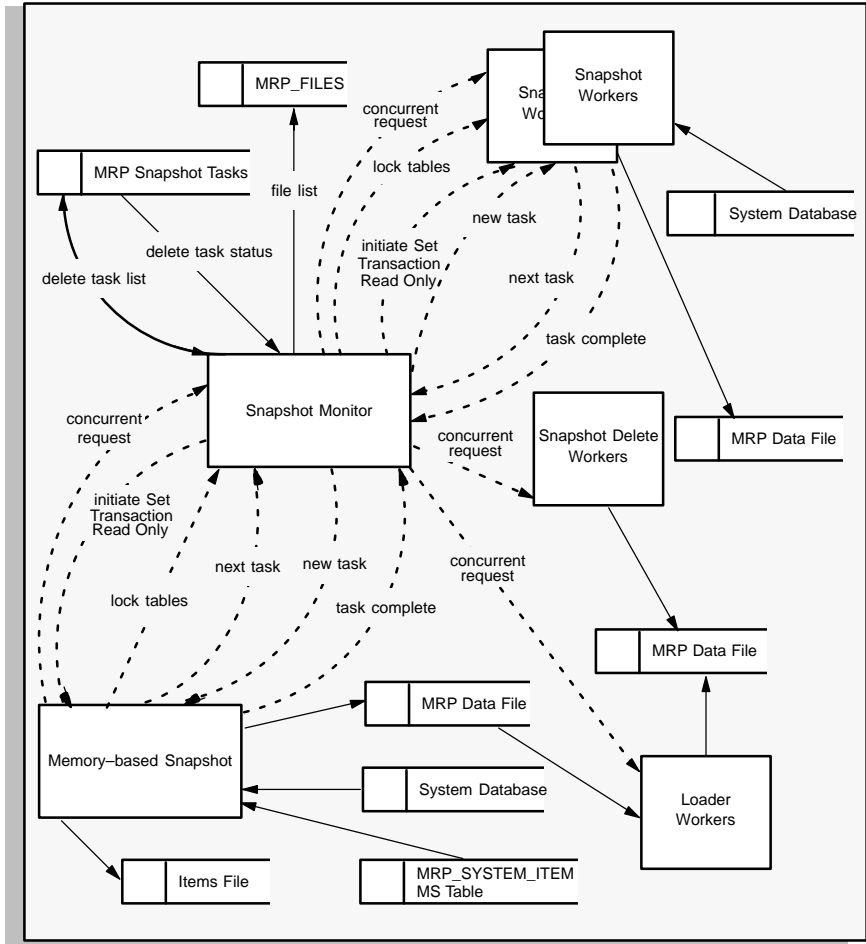 MRP_FILES
Snapshot
Workers
Sna
Wo
concurrent
request
lock tables
MRP Snapshot Tasks
file list
System Database
new task
initiate Set
Transaction
Read Only
delete task status
delete task list
next task
task complete
Snapshot Monitor
concurrent
request
concurrent
request
Snapshot Delete
Workers
MRP Data File
initiate Set
Transaction
Read Only
next task
new task
concurrent
request
lock tables
task complete
MRP Data File
MRP Data File
Memory–based Snapshot
System Database
Loader
Workers
Items File
MRP_SYSTEM_ITEM
MS Table